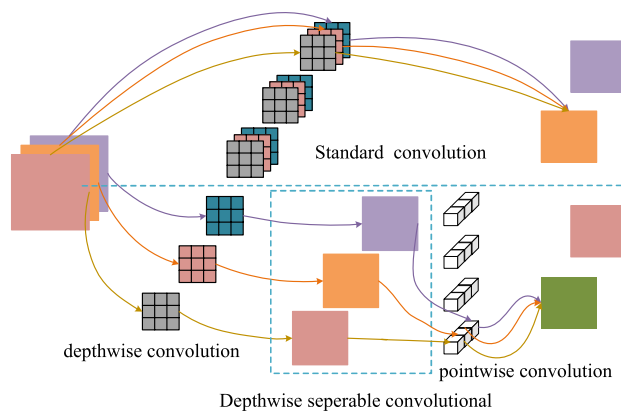 Standard convolution
depthwise convolution
pointwise convolution
Depthwise seperable convolutional